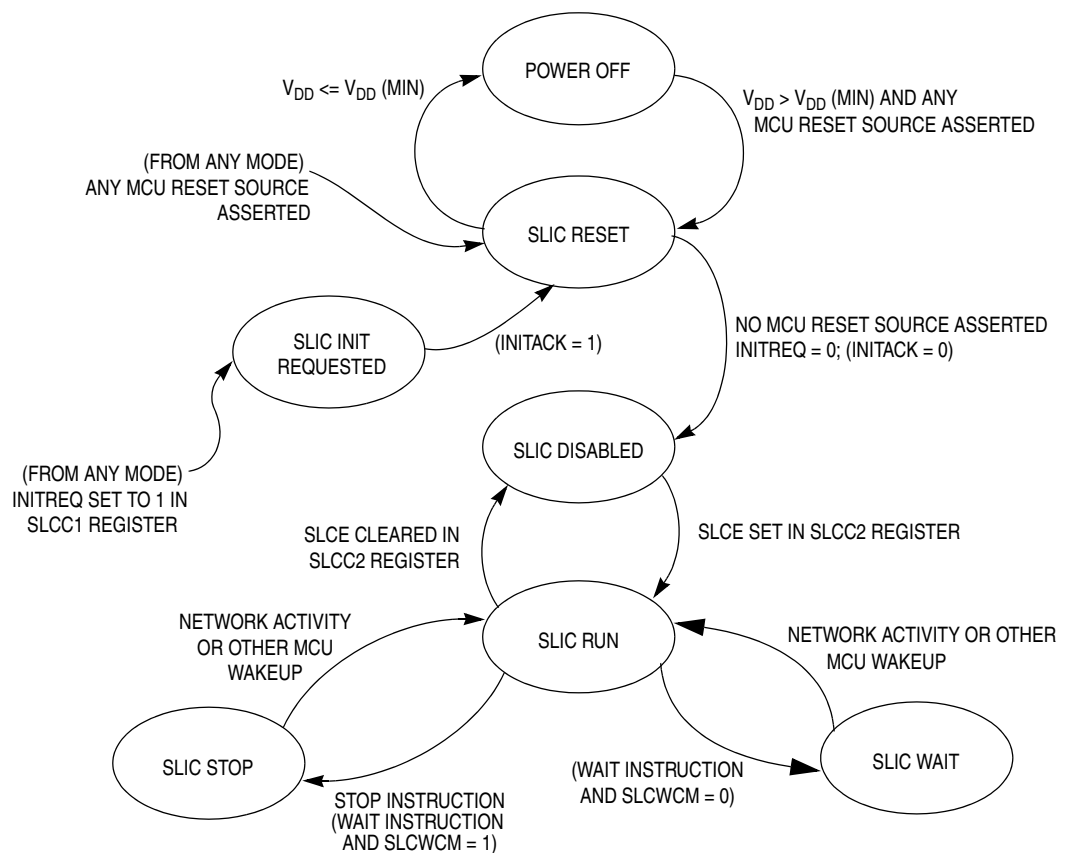 POWER OFF
V_DD <= V_DD (MIN)
V_DD > V_DD (MIN) AND ANY
MCU RESET SOURCE ASSERTED
(FROM ANY MODE)
ANY MCU RESET SOURCE
ASSERTED
SLIC RESET
SLIC INIT
REQUESTED
(INITACK = 1)
NO MCU RESET SOURCE ASSERTED
INITREQ = 0; (INITACK = 0)
(FROM ANY MODE)
INITREQ SET TO 1 IN
SLCC1 REGISTER
SLIC DISABLED
SLCE CLEARED IN
SLCC2 REGISTER
SLCE SET IN SLCC2 REGISTER
NETWORK ACTIVITY
OR OTHER MCU
WAKEUP
SLIC RUN
NETWORK ACTIVITY OR OTHER
MCU WAKEUP
SLIC STOP
SLIC WAIT
STOP INSTRUCTION
(WAIT INSTRUCTION
AND SLCWCM = 1)
(WAIT INSTRUCTION
AND SLCWCM = 0)